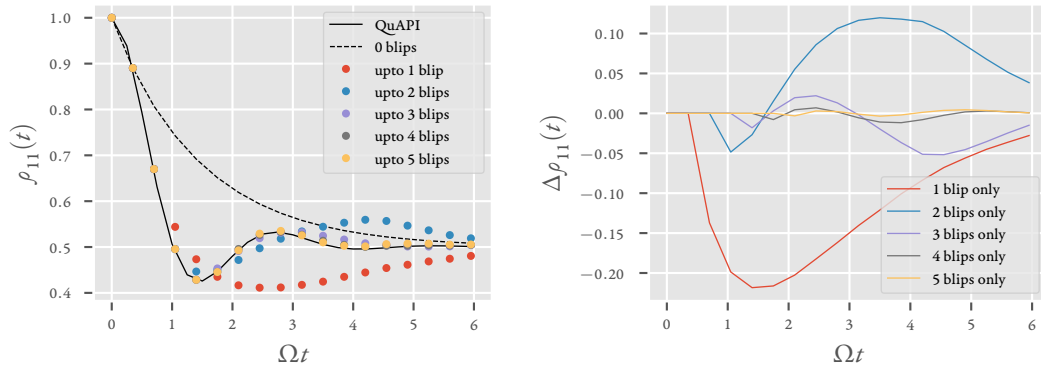 1.0
0.9
0.8
0.7
0.6
0.5
0.4
ρ₁₁(t)
QuAPI
0 blips
upto 1 blip
upto 2 blips
upto 3 blips
upto 4 blips
upto 5 blips
0 1 2 3 4 5 6
Ωt
0.10
0.05
0.00
−0.05
−0.10
−0.15
−0.20
Δρ₁₁(t)
1 blip only
2 blips only
3 blips only
4 blips only
5 blips only
0 1 2 3 4 5 6
Ωt